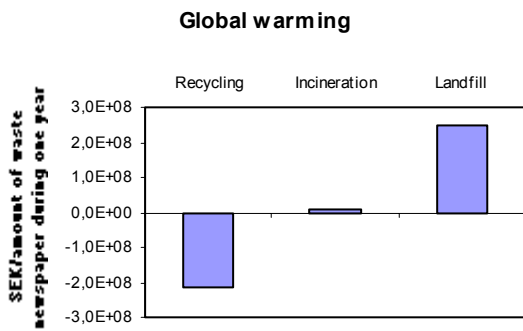 Global warming
Recycling Incineration Landfill
SEK/amount of waste
newspaper during one year
3,0E+08
2,0E+08
1,0E+08
0,0E+00
-1,0E+08
-2,0E+08
-3,0E+08